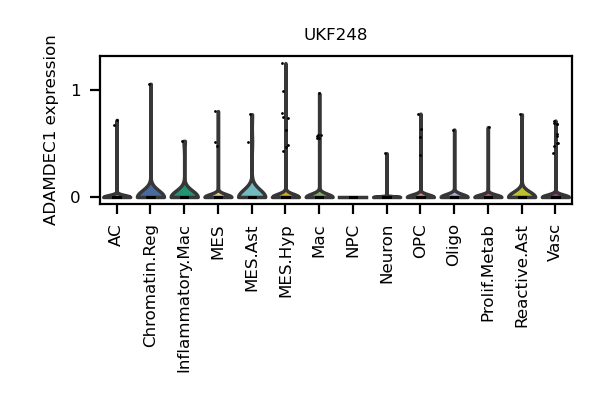 UKF248
ADAMDEC1 expression
1
0
AC
Chromatin.Reg
Inflammatory.Mac
MES
MES.Ast
MES.Hyp
Mac
NPC
Neuron
OPC
Oligo
Prolif.Metab
Reactive.Ast
Vasc